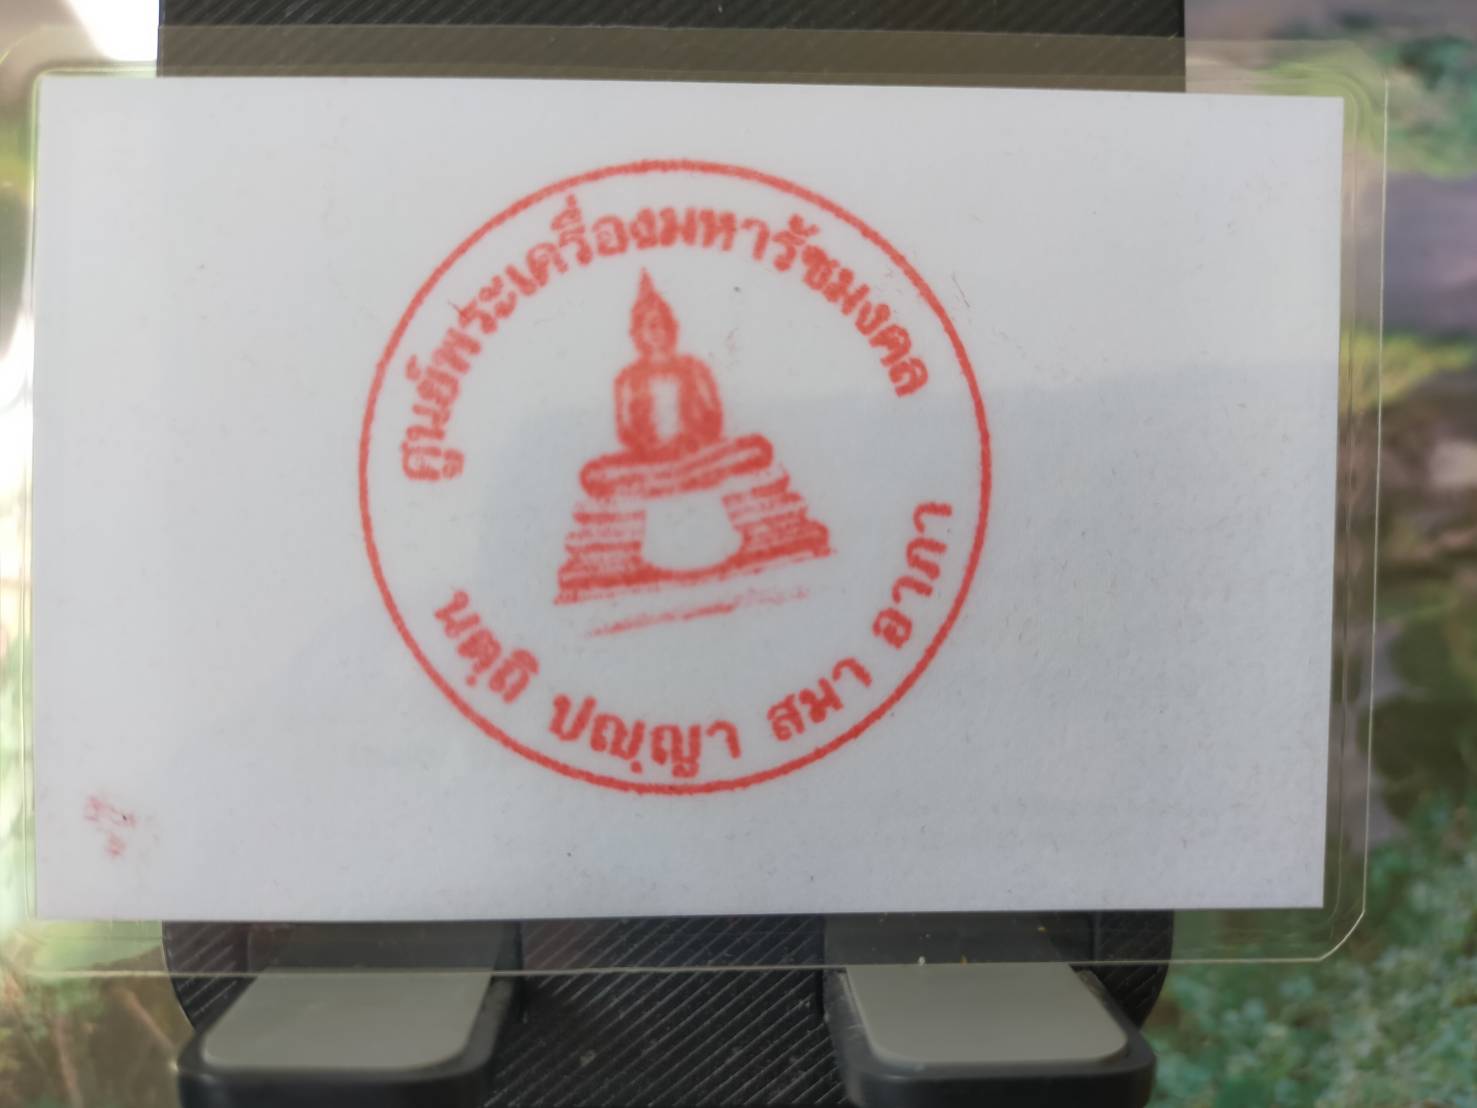 ศูนย์พระเครื่องมหารัชมงคล
นตฺถิ ปญฺญา สมา อาภา